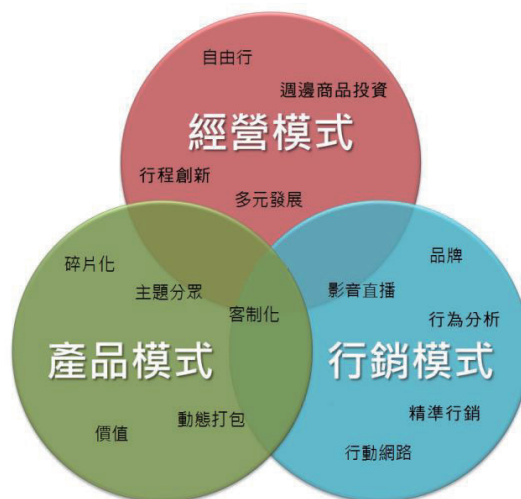 自由行
週邊商品投資
經營模式
行程創新
多元發展
碎片化
主題分眾
客制化
產品模式
價值
動態打包
品牌
影音直播
行為分析
行銷模式
精準行銷
行動網路